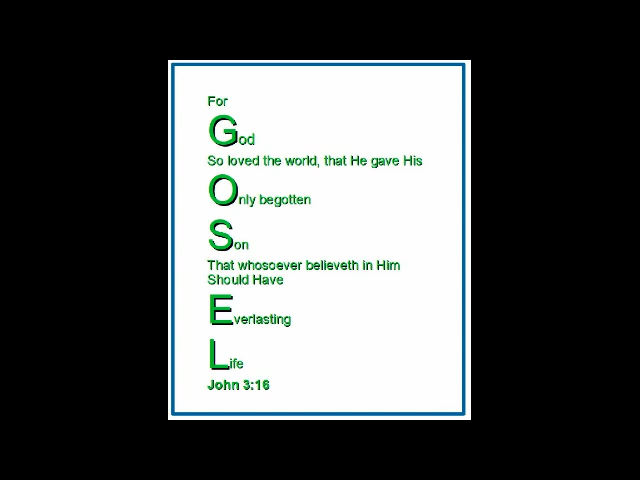 For
God
So loved the world, that He gave His
Only begotten
Son
That whosoever believeth in Him
Should Have
Everlasting
Life
John 3:16